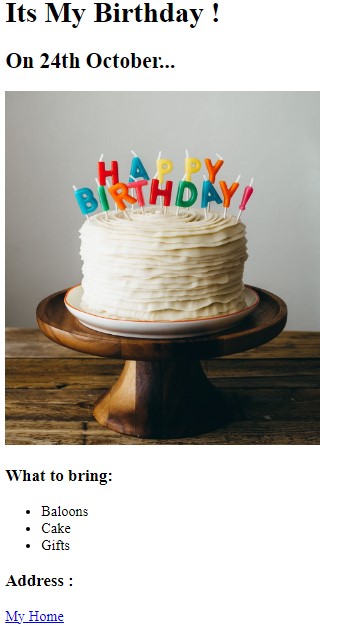 Its My Birthday !
On 24th October...
HAPPY
BIRTHDAY!
What to bring:
Baloons
Cake
Gifts
Address :
My Home